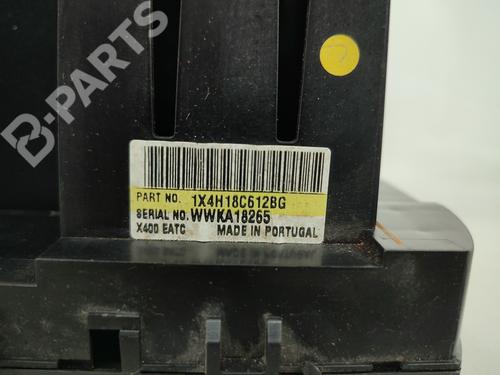 B-PARTS
PART NO. 1X4H18C612BG
SERIAL NO. WWKA18265
X400 EATC MADE IN PORTUGAL